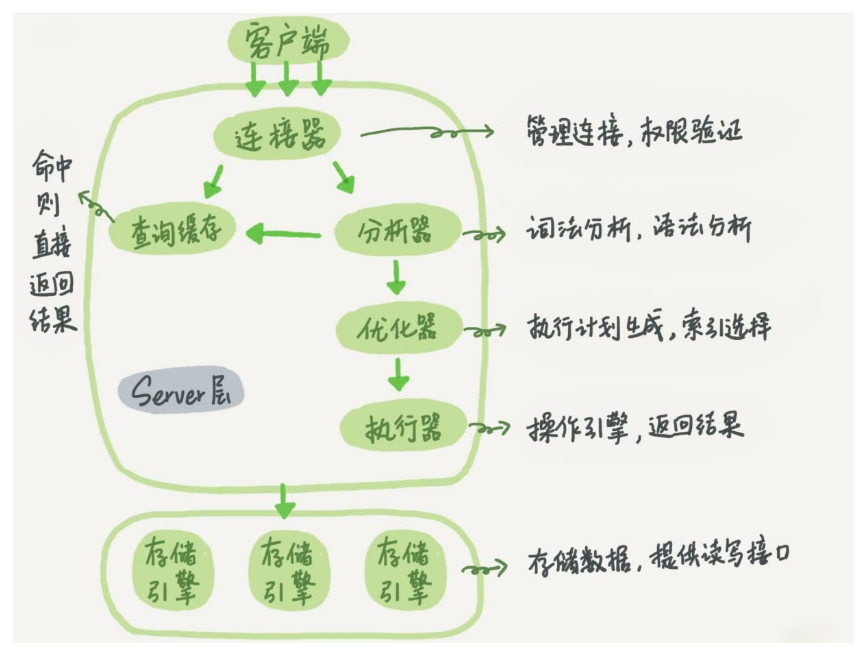 客户端
连接器
管理连接,权限验证
命中
则
直接
返回
结果
查询缓存
分析器
词法分析,语法分析
优化器
执行计划生成,索引选择
Server层
执行器
操作引擎,返回结果
存储
引擎
存储
引擎
存储
引擎
存储数据,提供读写接口